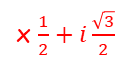 × 1/2 + i √3/2